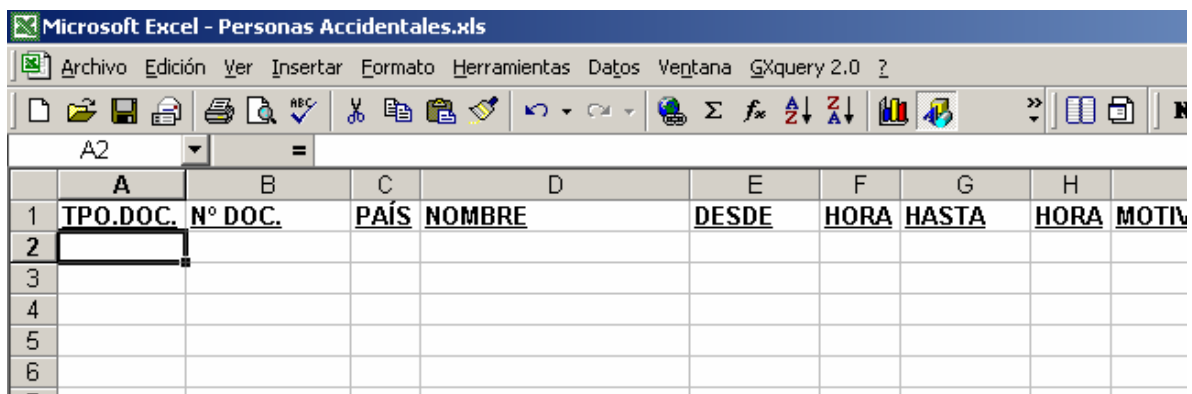 Microsoft Excel - Personas Accidentales.xls
Archivo Edición Ver Insertar Formato Herramientas Datos Ventana GXquery 2.0 ?
A2 =
A B C D E F G H
1 TPO.DOC. Nº DOC. PAÍS NOMBRE DESDE HORA HASTA HORA MOTIV
2
3
4
5
6